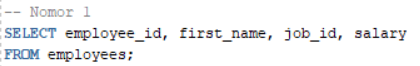 -- Nomor 1
SELECT employee_id, first_name, job_id, salary
FROM employees;